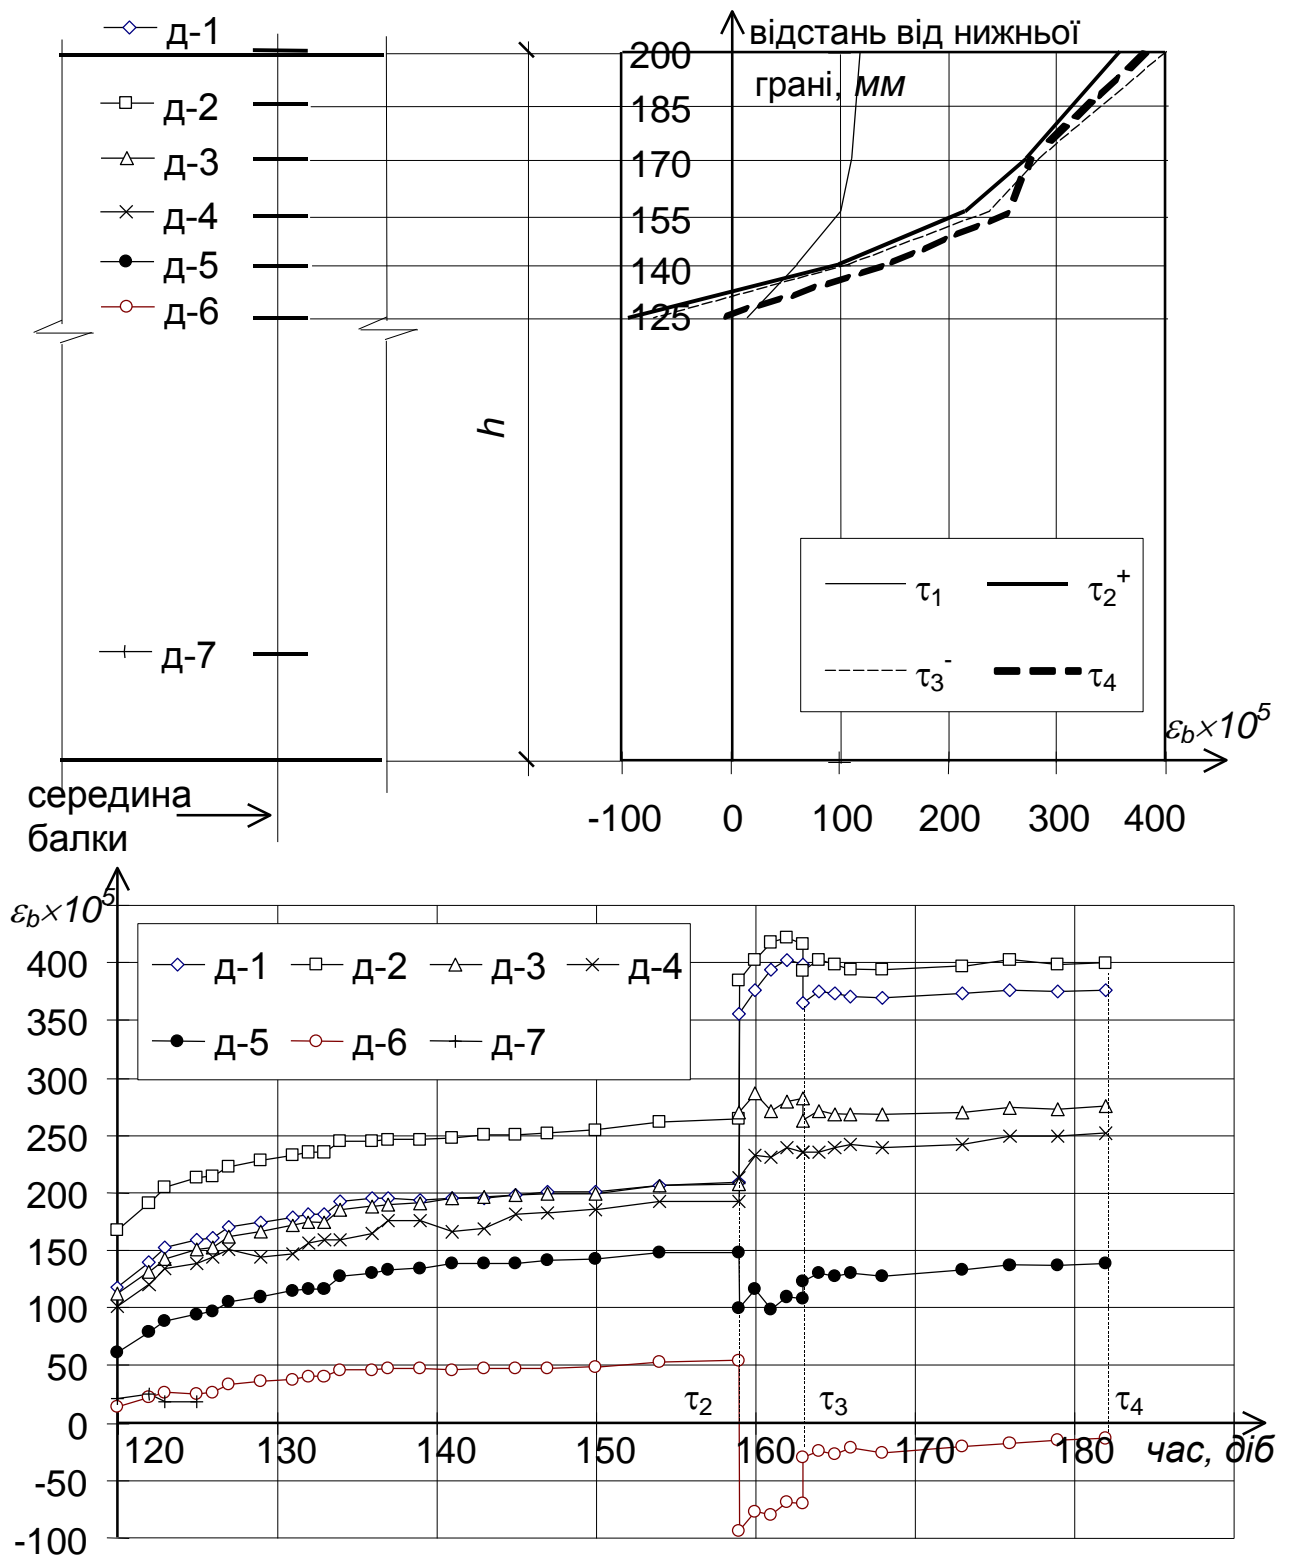 д-1
д-2
д-3
д-4
д-5
д-6
д-7
h
відстань від нижньої
грані, мм
200
185
170
155
140
125
τ1
τ2+
τ3-
τ4
εb×10^5
-100 0 100 200 300 400
середина
балки
εb×10^5
д-1 д-2 д-3 д-4
д-5 д-6 д-7
400
350
300
250
200
150
100
50
0
-50
-100
τ2 τ3 τ4
120 130 140 150 160 170 180 час, діб